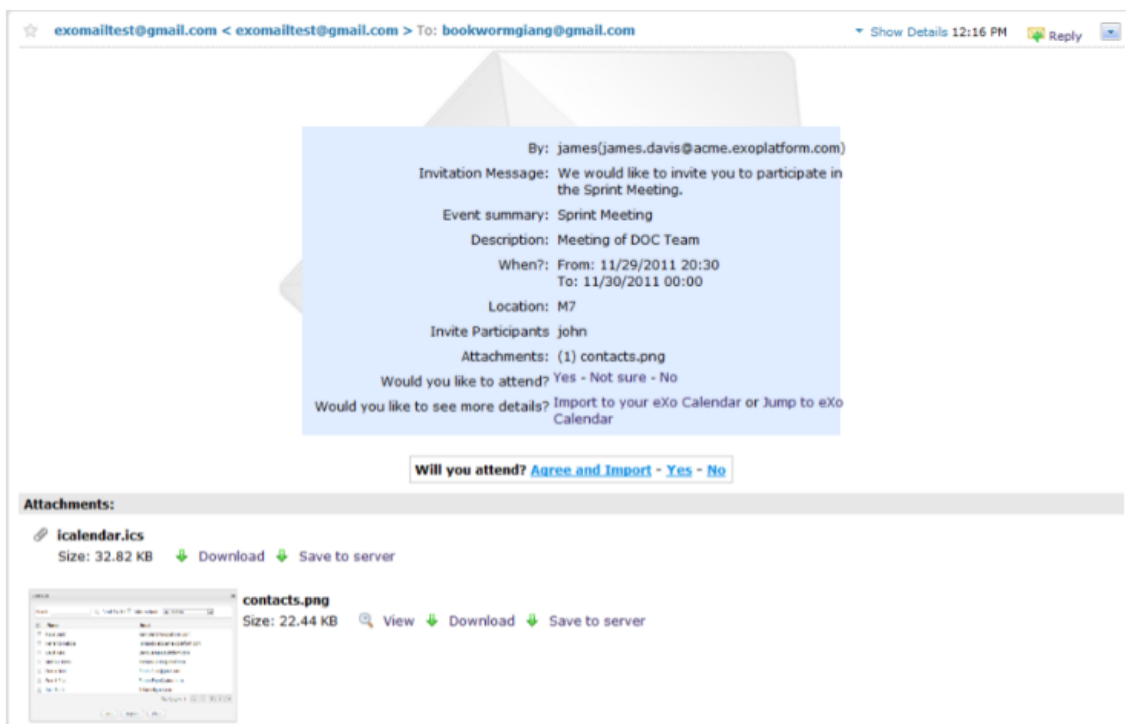 exomailtest@gmail.com < exomailtest@gmail.com > To: bookwormgiang@gmail.com Show Details 12:16 PM Reply
By: james(james.davis@acme.exoplatform.com)
Invitation Message: We would like to invite you to participate in
the Sprint Meeting.
Event summary: Sprint Meeting
Description: Meeting of DOC Team
When?: From: 11/29/2011 20:30
To: 11/30/2011 00:00
Location: M7
Invite Participants john
Attachments: (1) contacts.png
Would you like to attend? Yes - Not sure - No
Would you like to see more details? Import to your eXo Calendar or Jump to eXo
Calendar
Will you attend? Agree and Import - Yes - No
Attachments:
icalendar.ics
Size: 32.82 KB Download Save to server
contacts.png
Size: 22.44 KB View Download Save to server